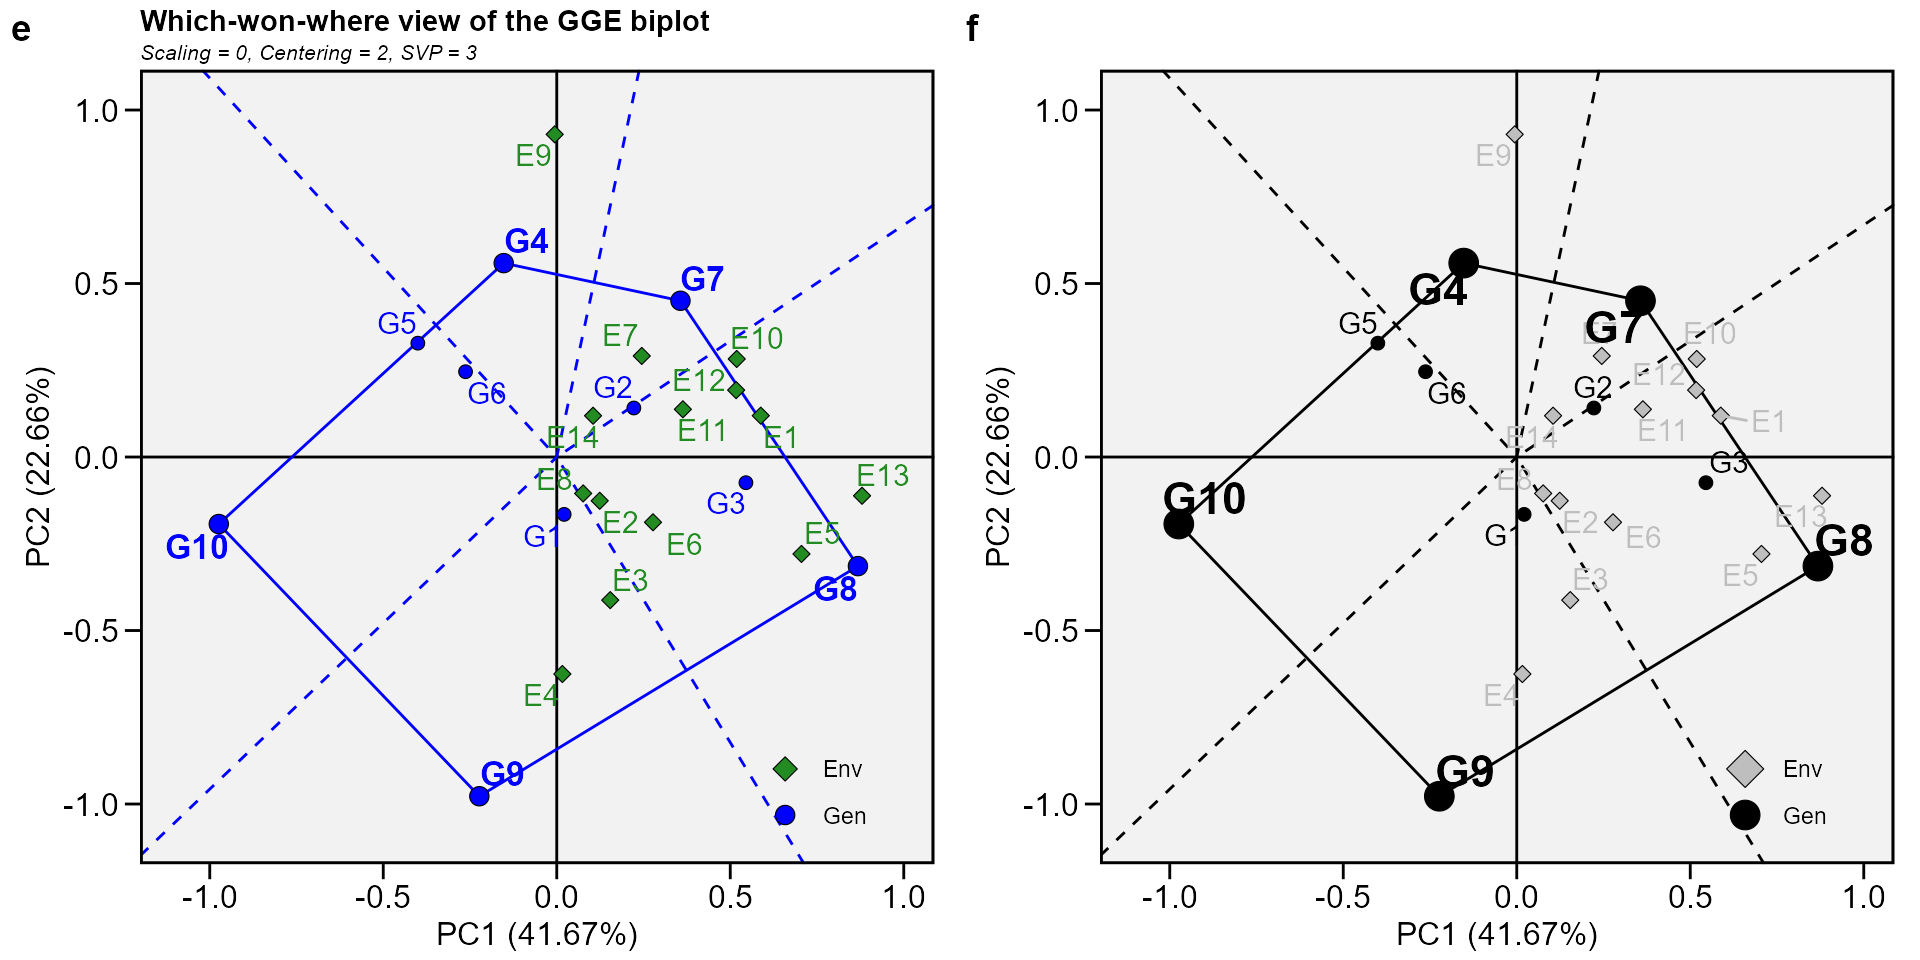 e
Which-won-where view of the GGE biplot
Scaling = 0, Centering = 2, SVP = 3
1.0
0.5
0.0
-0.5
-1.0
PC2 (22.66%)
E9
G4
G7
G5
E7
E10
G6
G2
E12
E14
E11
E1
E8
E13
G10
G1
E2
G3
E6
E5
E3
G8
E4
G9
Env
Gen
-1.0
-0.5
0.0
0.5
1.0
PC1 (41.67%)
f
1.0
0.5
0.0
-0.5
-1.0
PC2 (22.66%)
E9
G4
G7
G5
E7
E10
G6
G2
E12
E14
E11
E1
E8
G3
G10
G1
E2
E13
E6
G8
E3
E5
E4
G9
Env
Gen
-1.0
-0.5
0.0
0.5
1.0
PC1 (41.67%)